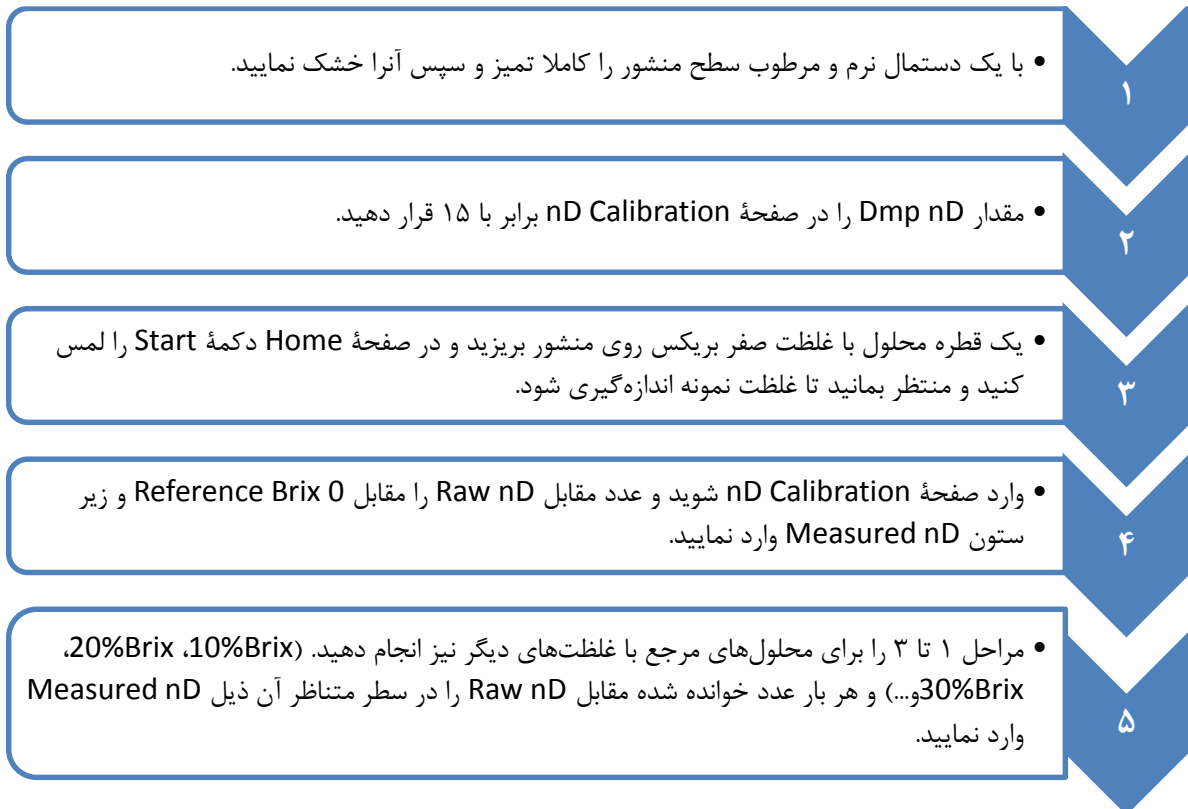 ۱
• با یک دستمال نرم و مرطوب سطح منشور را کاملا تمیز و سپس آنرا خشک نمایید.
۲
• مقدار Dmp nD را در صفحۀ nD Calibration برابر با ۱۵ قرار دهید.
۳
• یک قطره محلول با غلظت صفر بریکس روی منشور بریزید و در صفحۀ Home دکمۀ Start را لمس
کنید و منتظر بمانید تا غلظت نمونه اندازه‌گیری شود.
۴
• وارد صفحۀ nD Calibration شوید و عدد مقابل Raw nD را مقابل Reference Brix 0 و زیر
ستون Measured nD وارد نمایید.
۵
• مراحل ۱ تا ۳ را برای محلول‌های مرجع با غلظت‌های دیگر نیز انجام دهید. (10%Brix، 20%Brix،
30%Brixو...) و هر بار عدد خوانده شده مقابل Raw nD را در سطر متناظر آن ذیل Measured nD
وارد نمایید.